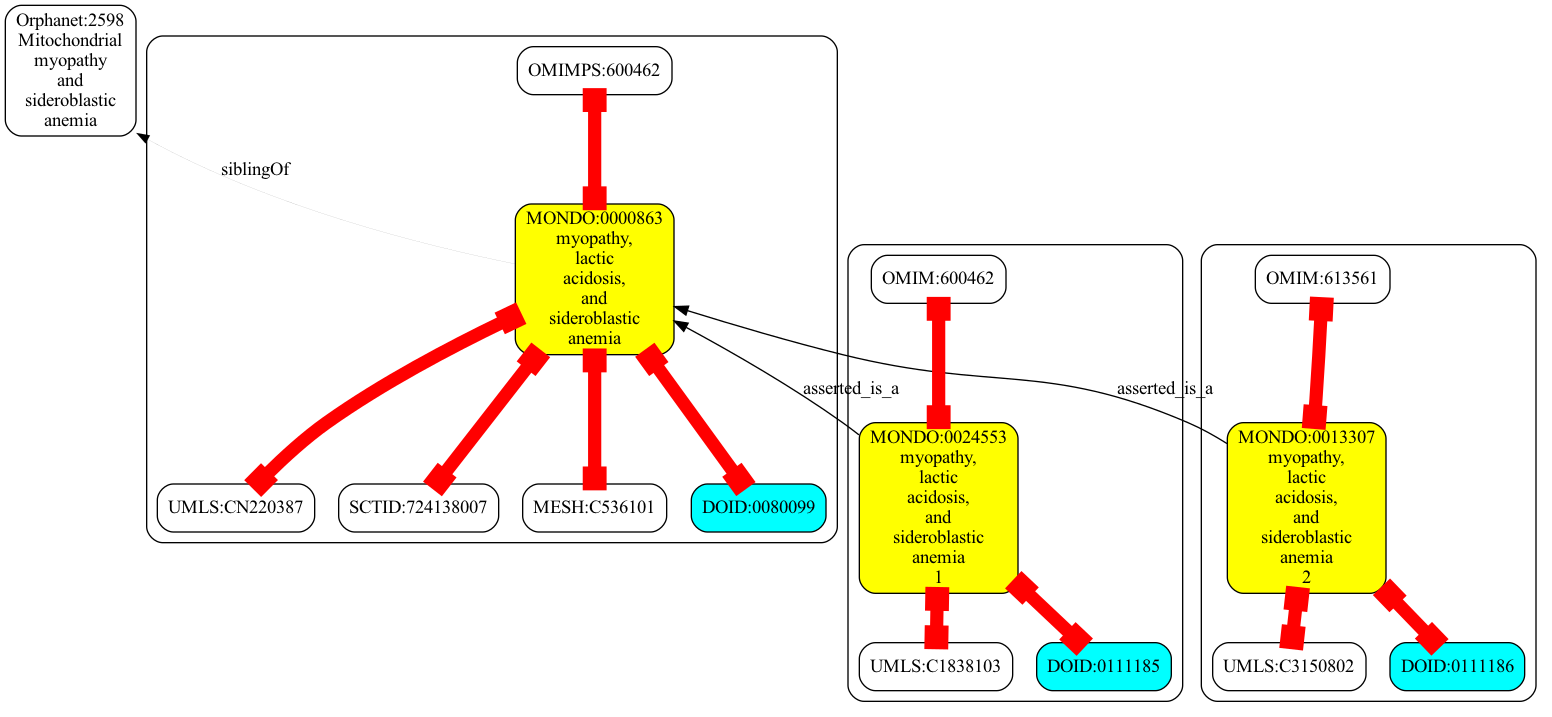 Orphanet:2598
Mitochondrial
myopathy
and
sideroblastic
anemia
siblingOf
OMIMPS:600462
MONDO:0000863
myopathy,
lactic
acidosis,
and
sideroblastic
anemia
UMLS:CN220387
SCTID:724138007
MESH:C536101
DOID:0080099
asserted_is_a
OMIM:600462
MONDO:0024553
myopathy,
lactic
acidosis,
and
sideroblastic
anemia
1
UMLS:C1838103
DOID:0111185
asserted_is_a
OMIM:613561
MONDO:0013307
myopathy,
lactic
acidosis,
and
sideroblastic
anemia
2
UMLS:C3150802
DOID:0111186